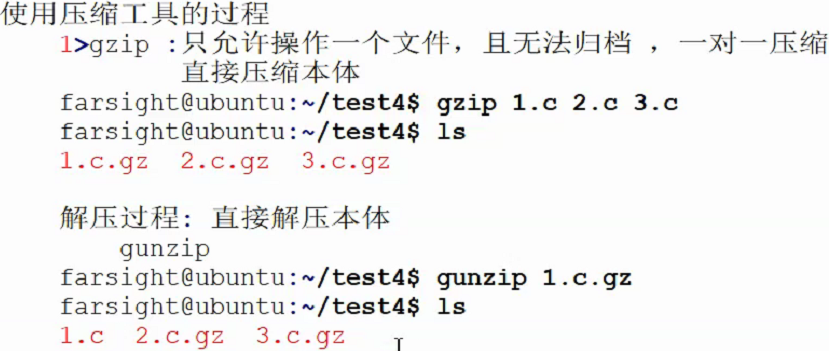 使用压缩工具的过程
1>gzip :只允许操作一个文件，且无法归档 ，一对一压缩
直接压缩本体
farsight@ubuntu:~/test4$ gzip 1.c 2.c 3.c
farsight@ubuntu:~/test4$ ls
1.c.gz 2.c.gz 3.c.gz
解压过程: 直接解压本体
gunzip
farsight@ubuntu:~/test4$ gunzip 1.c.gz
farsight@ubuntu:~/test4$ ls
1.c 2.c.gz 3.c.gz